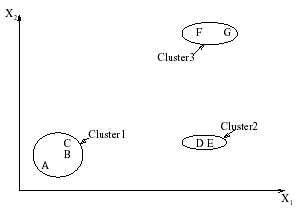 X2
F G
Cluster3
Cluster1
Cluster2
C
B
A
D E
X1